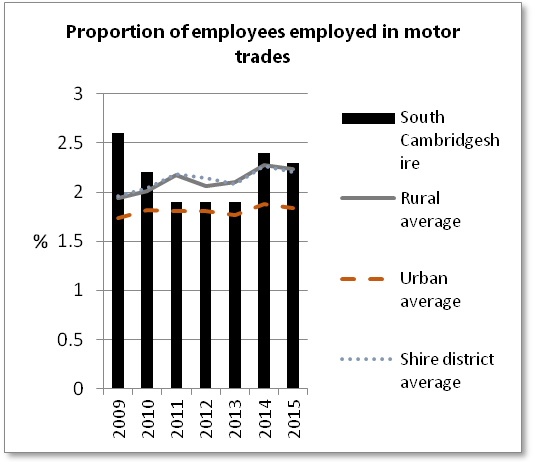 Proportion of employees employed in motor
trades
3
2.5
2
1.5
1
0.5
0
%
2009
2010
2011
2012
2013
2014
2015
South
Cambridgesh
ire
Rural
average
Urban
average
Shire district
average